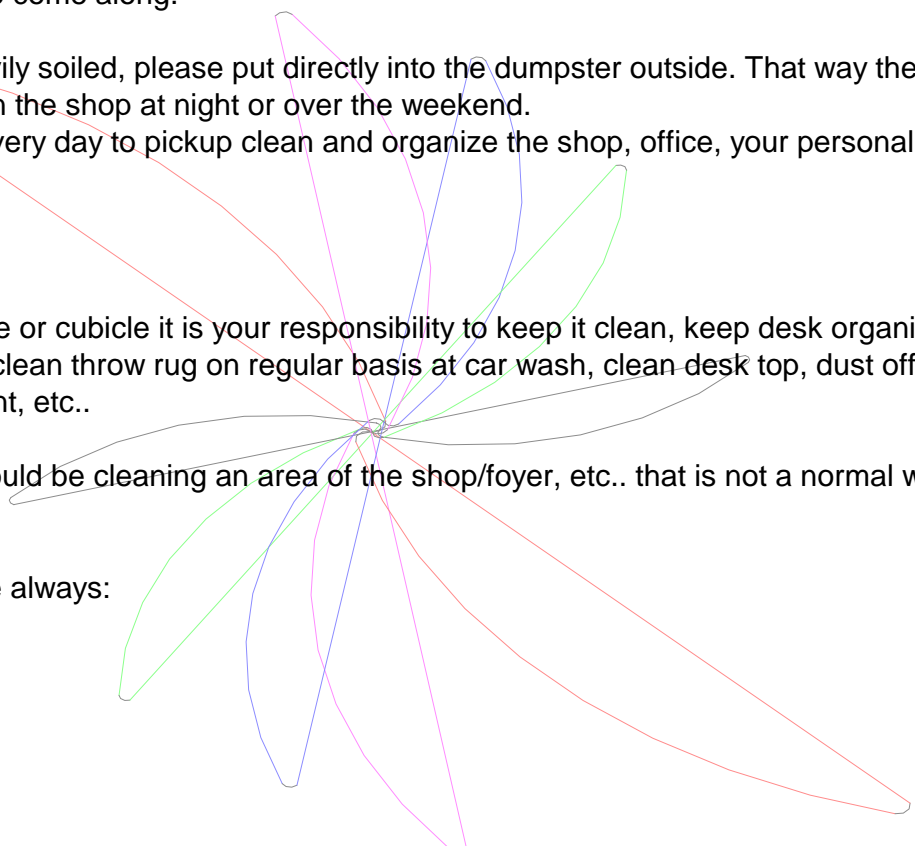 come along.
ily soiled, please put directly into the dumpster outside. That way the
the shop at night or over the weekend.
very day to pickup clean and organize the shop, office, your personal
or cubicle it is your responsibility to keep it clean, keep desk organi
clean throw rug on regular basis at car wash, clean desk top, dust off
nt, etc..
uld be cleaning an area of the shop/foyer, etc.. that is not a normal w
always: